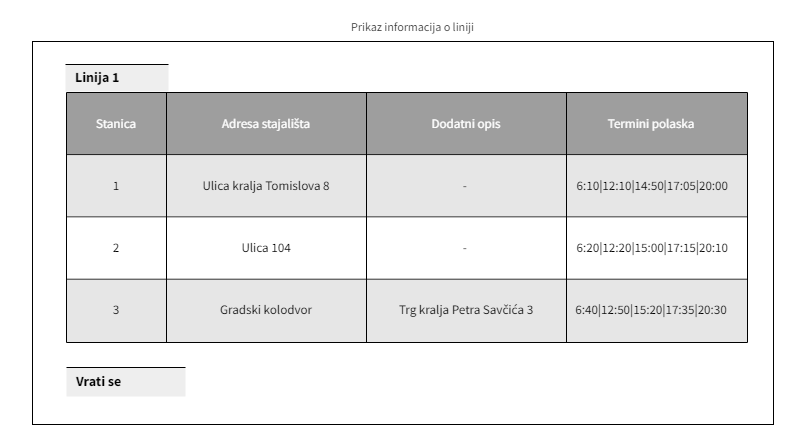 Prikaz informacija o liniji
Linija 1
Stanica Adresa stajališta Dodatni opis Termini polaska
1 Ulica kralja Tomislova 8 - 6:10|12:10|14:50|17:05|20:00
2 Ulica 104 - 6:20|12:20|15:00|17:15|20:10
3 Gradski kolodvor Trg kralja Petra Savčića 3 6:40|12:50|15:20|17:35|20:30
Vrati se